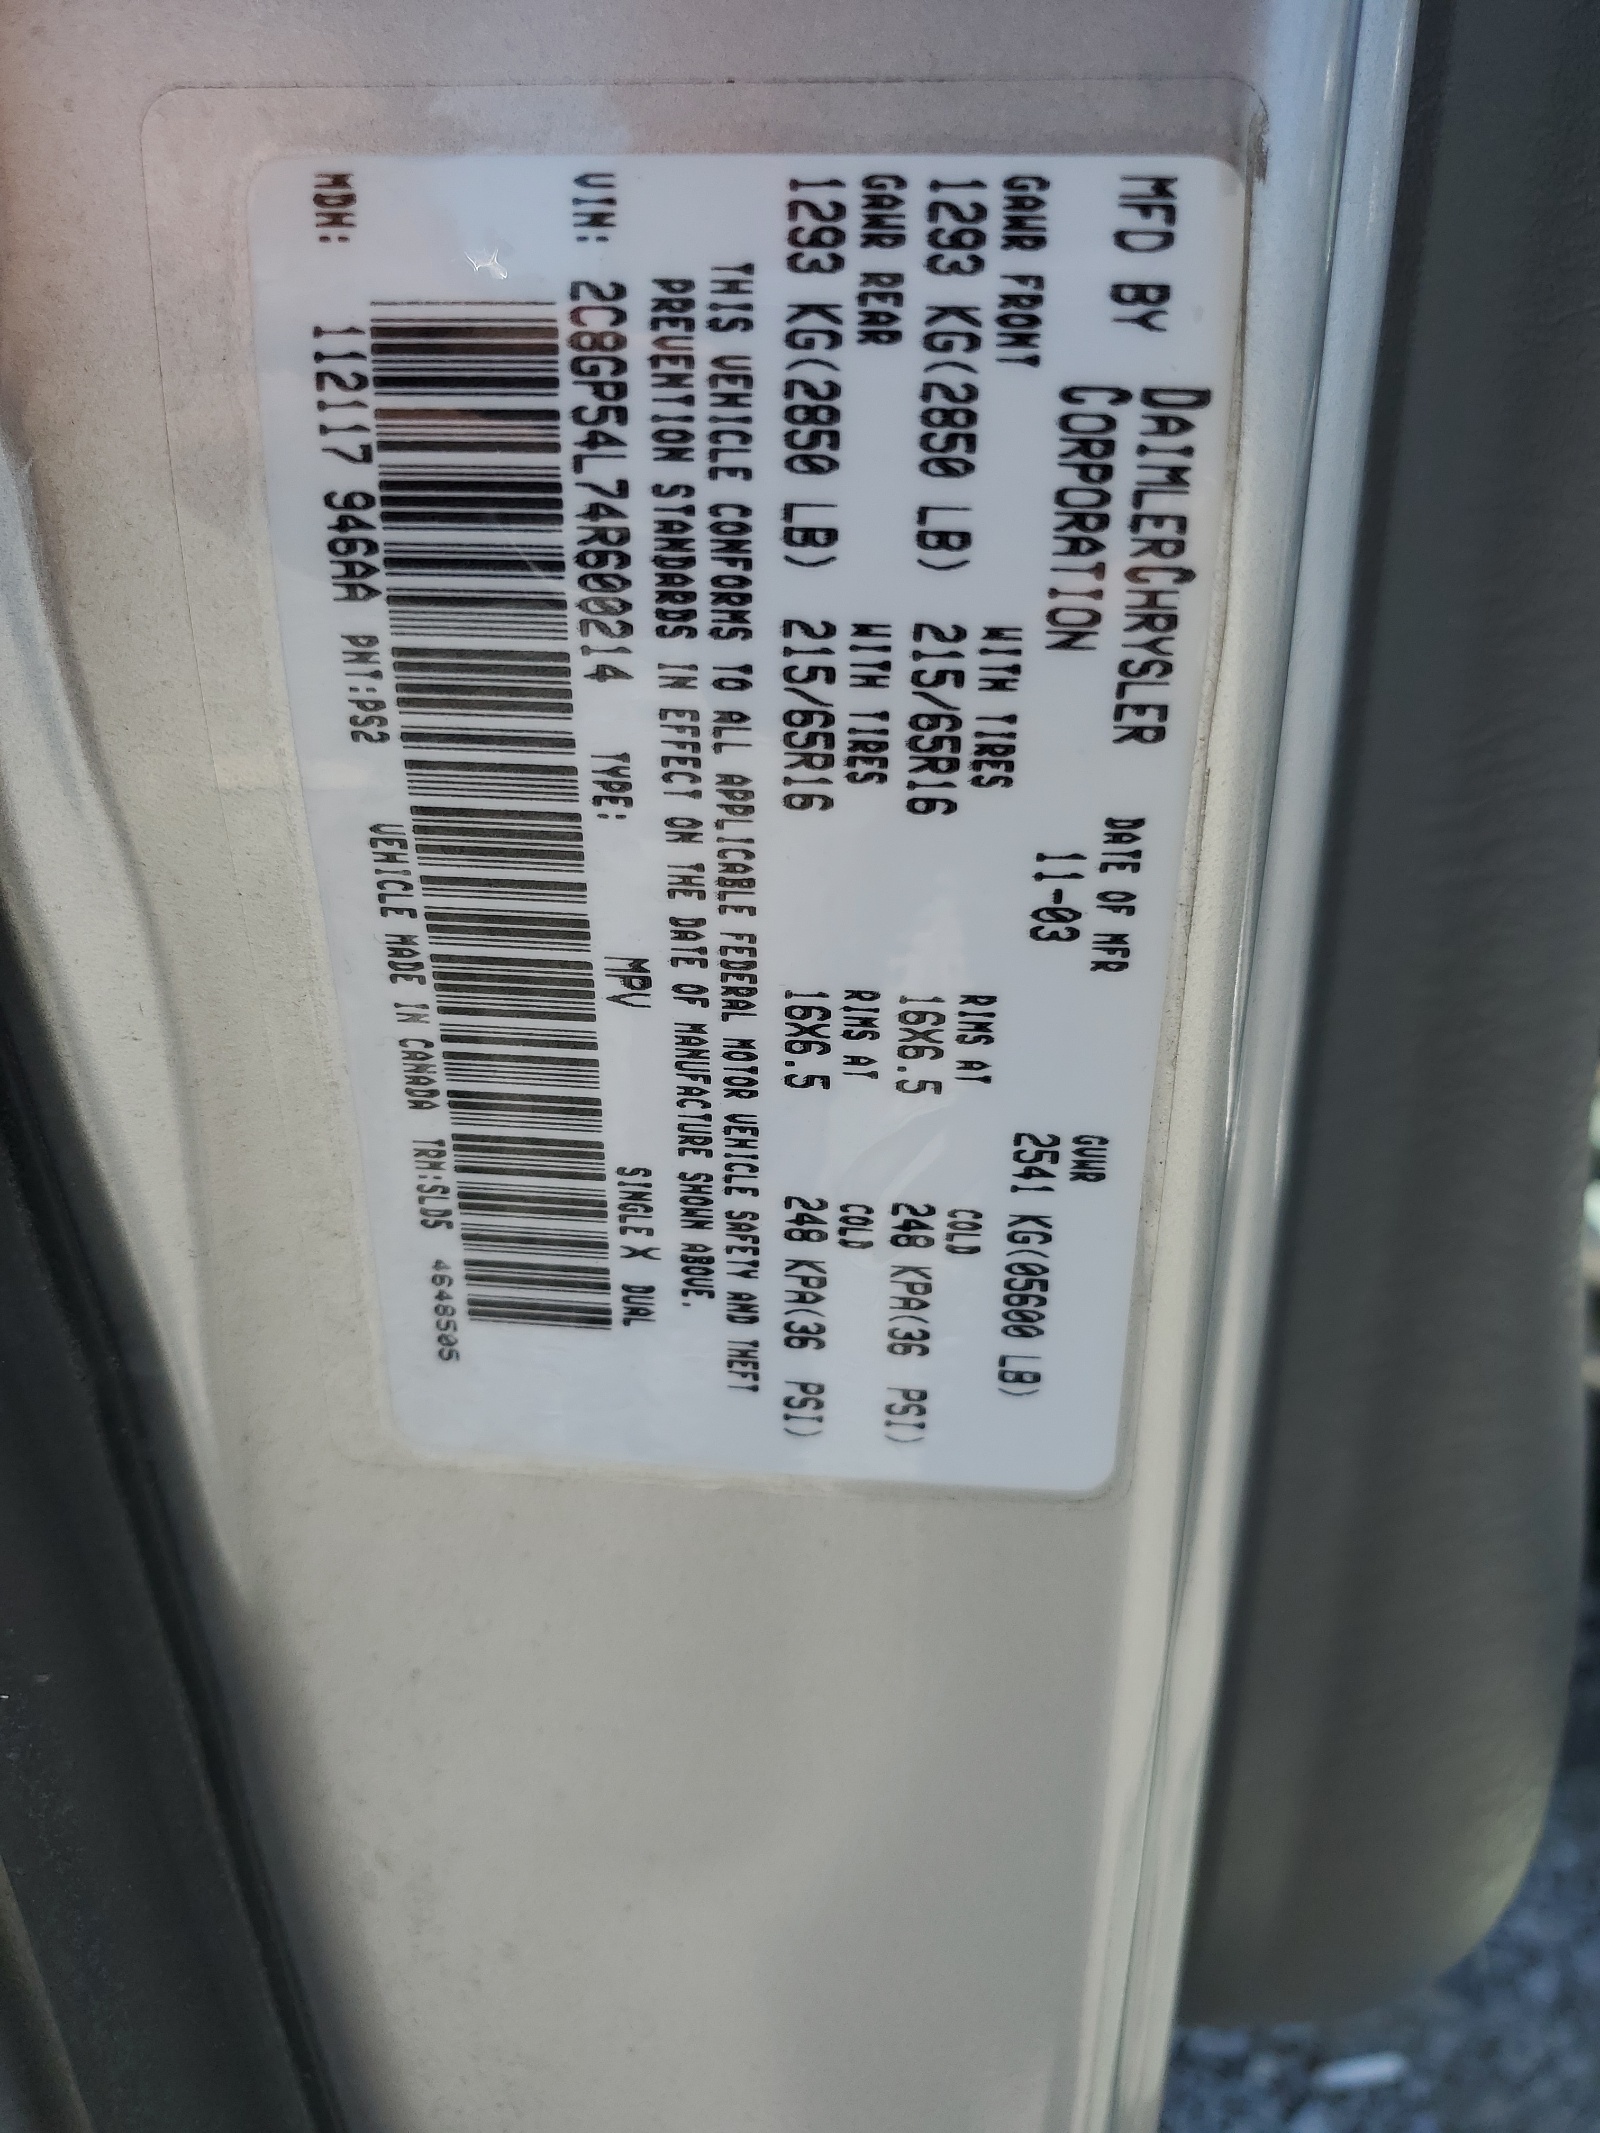 MFD BY DAIMLERCHRYSLER CORPORATION
DATE OF MFR
11-03
GVWR
2541 KG(05600 LB)
GAWR FRONT WITH TIRES RIMS AT COLD
1293 KG(2850 LB) 215/65R16 16X6.5 248 KPA(36 PSI)
GAWR REAR WITH TIRES RIMS AT COLD
1293 KG(2850 LB) 215/65R16 16X6.5 248 KPA(36 PSI)
THIS VEHICLE CONFORMS TO ALL APPLICABLE FEDERAL MOTOR VEHICLE SAFETY AND THEFT
PREVENTION STANDARDS IN EFFECT ON THE DATE OF MANUFACTURE SHOWN ABOVE.
VIN: 2C8GP54L74R600214 TYPE: MPV SINGLE X DUAL
MDH: 112117 946AA PNT:PS2 VEHICLE MADE IN CANADA TRM:SLD5 4648505